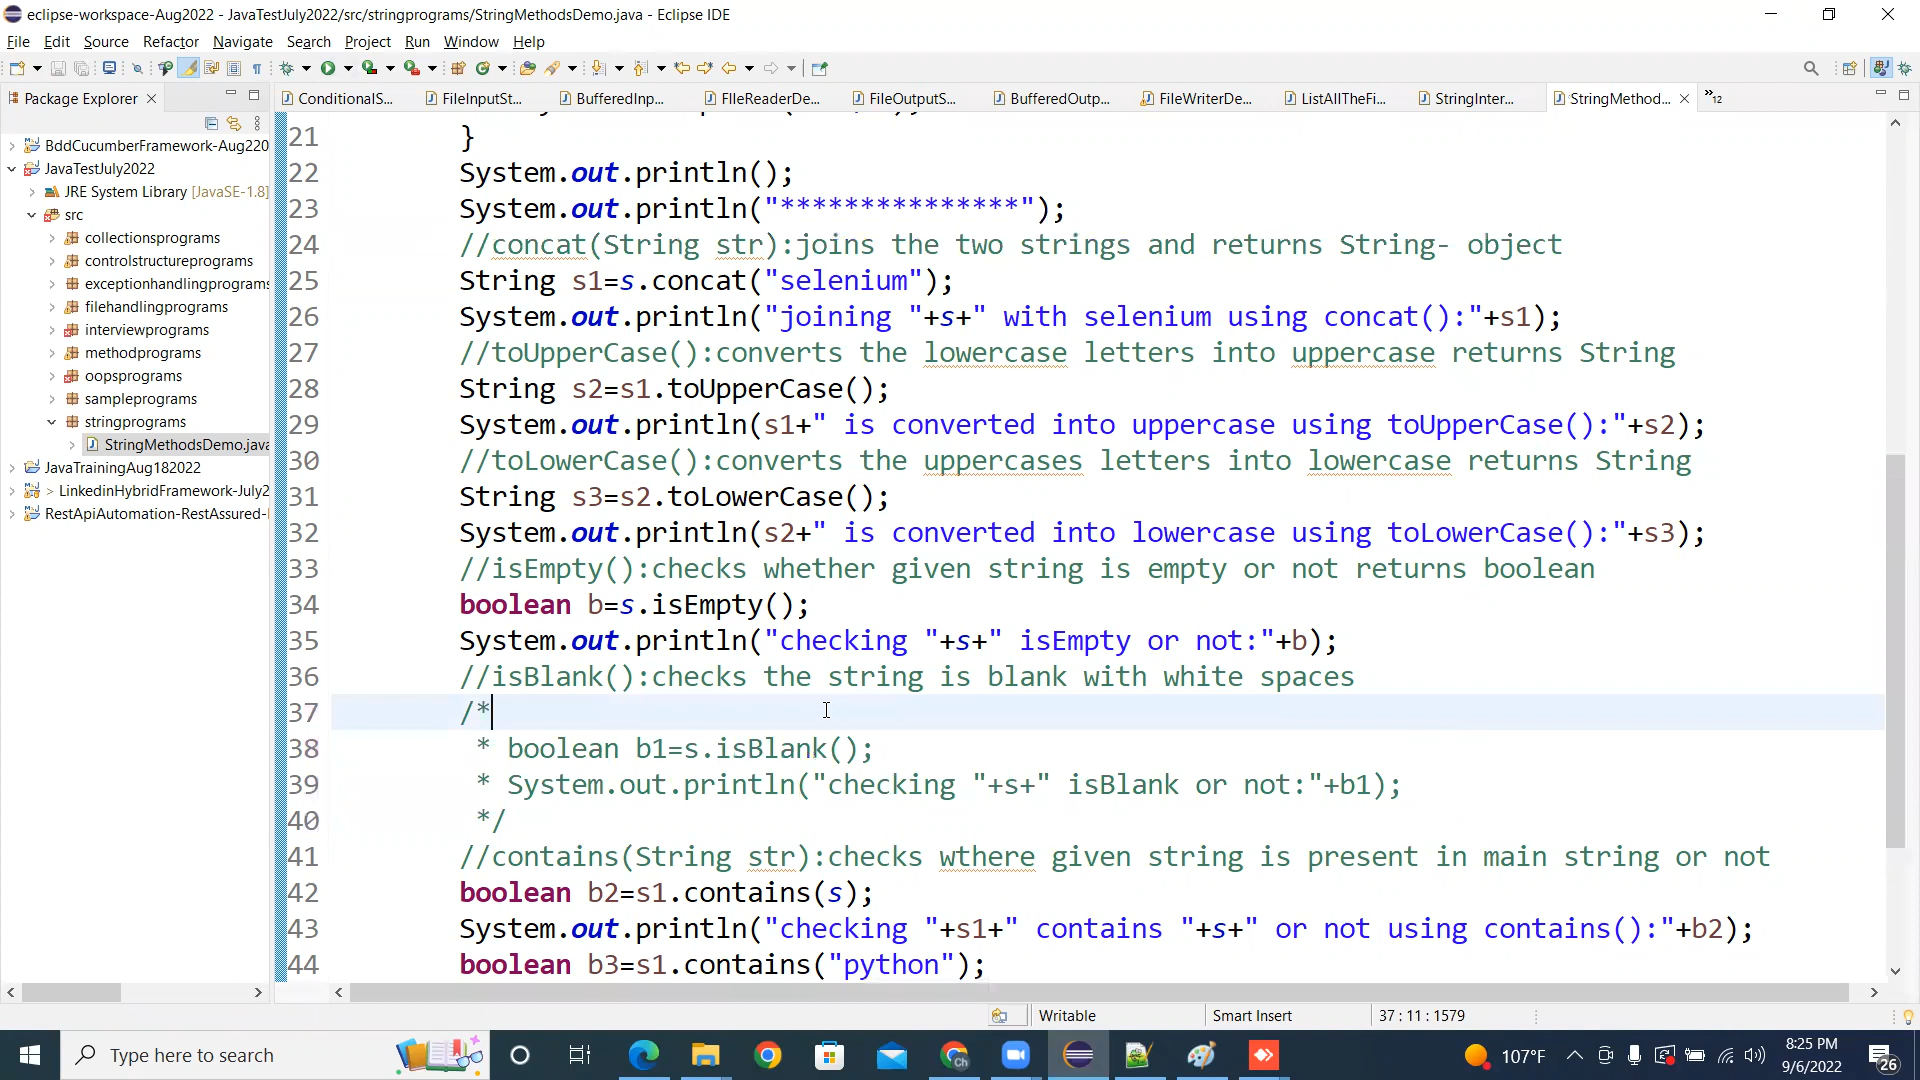 eclipse-workspace-Aug2022 - JavaTestJuly2022/src/stringprograms/StringMethodsDemo.java - Eclipse IDE
File Edit Source Refactor Navigate Search Project Run Window Help
Package Explorer
ConditionalS... FileInputSt... BufferedInp... FIleReaderDe... FileOutputS... BufferedOutp... FileWriterDe... ListAllTheFi... StringInter... StringMethod... »12
BddCucumberFramework-Aug220
JavaTestJuly2022
JRE System Library [JavaSE-1.8]
src
collectionsprograms
controlstructureprograms
exceptionhandlingprograms
filehandlingprograms
interviewprograms
methodprograms
oopsprograms
sampleprograms
stringprograms
StringMethodsDemo.java
JavaTrainingAug182022
> LinkedinHybridFramework-July2
RestApiAutomation-RestAssured-
21 }
22 System.out.println();
23 System.out.println("***************");
24 //concat(String str):joins the two strings and returns String- object
25 String s1=s.concat("selenium");
26 System.out.println("joining "+s+" with selenium using concat():"+s1);
27 //toUpperCase():converts the lowercase letters into uppercase returns String
28 String s2=s1.toUpperCase();
29 System.out.println(s1+" is converted into uppercase using toUpperCase():"+s2);
30 //toLowerCase():converts the uppercases letters into lowercase returns String
31 String s3=s2.toLowerCase();
32 System.out.println(s2+" is converted into lowercase using toLowerCase():"+s3);
33 //isEmpty():checks whether given string is empty or not returns boolean
34 boolean b=s.isEmpty();
35 System.out.println("checking "+s+" isEmpty or not:"+b);
36 //isBlank():checks the string is blank with white spaces
37 /*
38 * boolean b1=s.isBlank();
39 * System.out.println("checking "+s+" isBlank or not:"+b1);
40 */
41 //contains(String str):checks wthere given string is present in main string or not
42 boolean b2=s1.contains(s);
43 System.out.println("checking "+s1+" contains "+s+" or not using contains():"+b2);
44 boolean b3=s1.contains("python");
Writable Smart Insert 37 : 11 : 1579
Type here to search
107°F
8:25 PM
9/6/2022
26